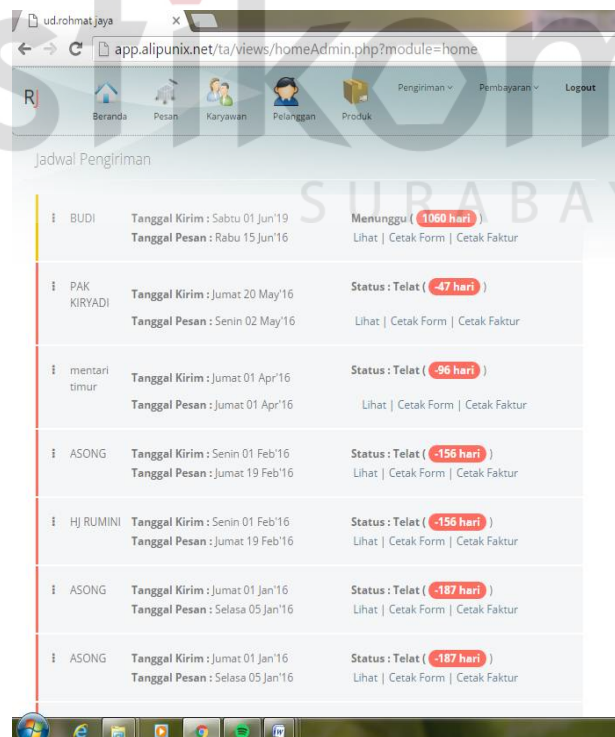 ud.rohmat jaya
app.alipunix.net/ta/views/homeAdmin.php?module=home
RJ Beranda Pesan Karyawan Pelanggan Produk Pengiriman Pembayaran Logout
Jadwal Pengiriman
SURABAYA
BUDI Tanggal Kirim : Sabtu 01 Jun'19 Menunggu ( 1060 hari )
Tanggal Pesan : Rabu 15 Jun'16 Lihat | Cetak Form | Cetak Faktur
PAK KIRYADI Tanggal Kirim : Jumat 20 May'16 Status : Telat ( -47 hari )
Tanggal Pesan : Senin 02 May'16 Lihat | Cetak Form | Cetak Faktur
mentari timur Tanggal Kirim : Jumat 01 Apr'16 Status : Telat ( -96 hari )
Tanggal Pesan : Jumat 01 Apr'16 Lihat | Cetak Form | Cetak Faktur
ASONG Tanggal Kirim : Senin 01 Feb'16 Status : Telat ( -156 hari )
Tanggal Pesan : Jumat 19 Feb'16 Lihat | Cetak Form | Cetak Faktur
HJ RUMINI Tanggal Kirim : Senin 01 Feb'16 Status : Telat ( -156 hari )
Tanggal Pesan : Jumat 19 Feb'16 Lihat | Cetak Form | Cetak Faktur
ASONG Tanggal Kirim : Jumat 01 Jan'16 Status : Telat ( -187 hari )
Tanggal Pesan : Selasa 05 Jan'16 Lihat | Cetak Form | Cetak Faktur
ASONG Tanggal Kirim : Jumat 01 Jan'16 Status : Telat ( -187 hari )
Tanggal Pesan : Selasa 05 Jan'16 Lihat | Cetak Form | Cetak Faktur